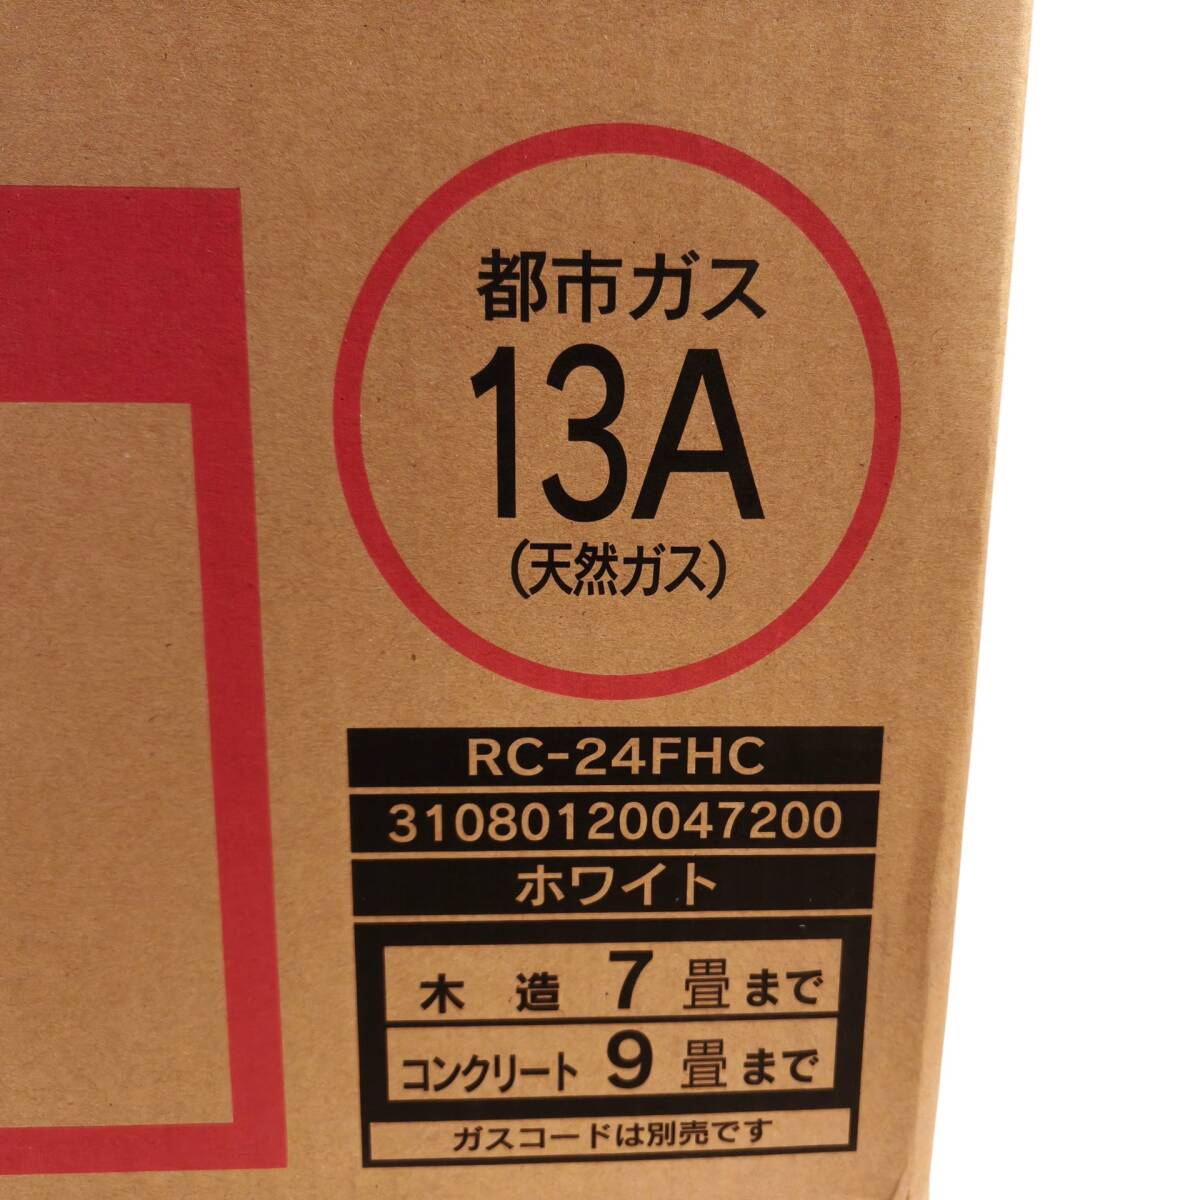 都市ガス
13A
(天然ガス)
RC-24FHC
31080120047200
ホワイト
木造 7畳まで
コンクリート 9畳まで
ガスコードは別売です